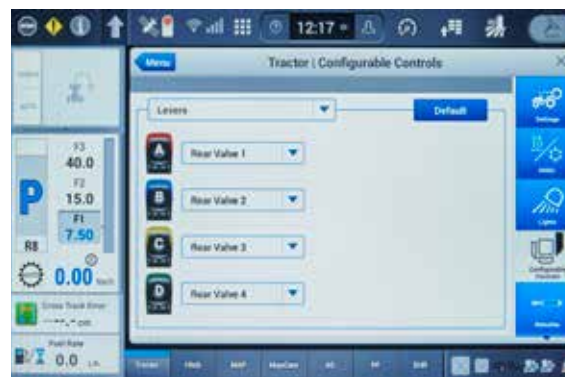 12:17
Menu
Tractor | Configurable Controls
Levers
Default
A
Rear Valve 1
B
Rear Valve 2
C
Rear Valve 3
D
Rear Valve 4
F3
40.0
F2
15.0
F1
7.50
P
R8
0.00
Cross Track Error
--.- cm
Fuel Rate
0.0
Settings
Lights
Configurable
Controls
Tractor